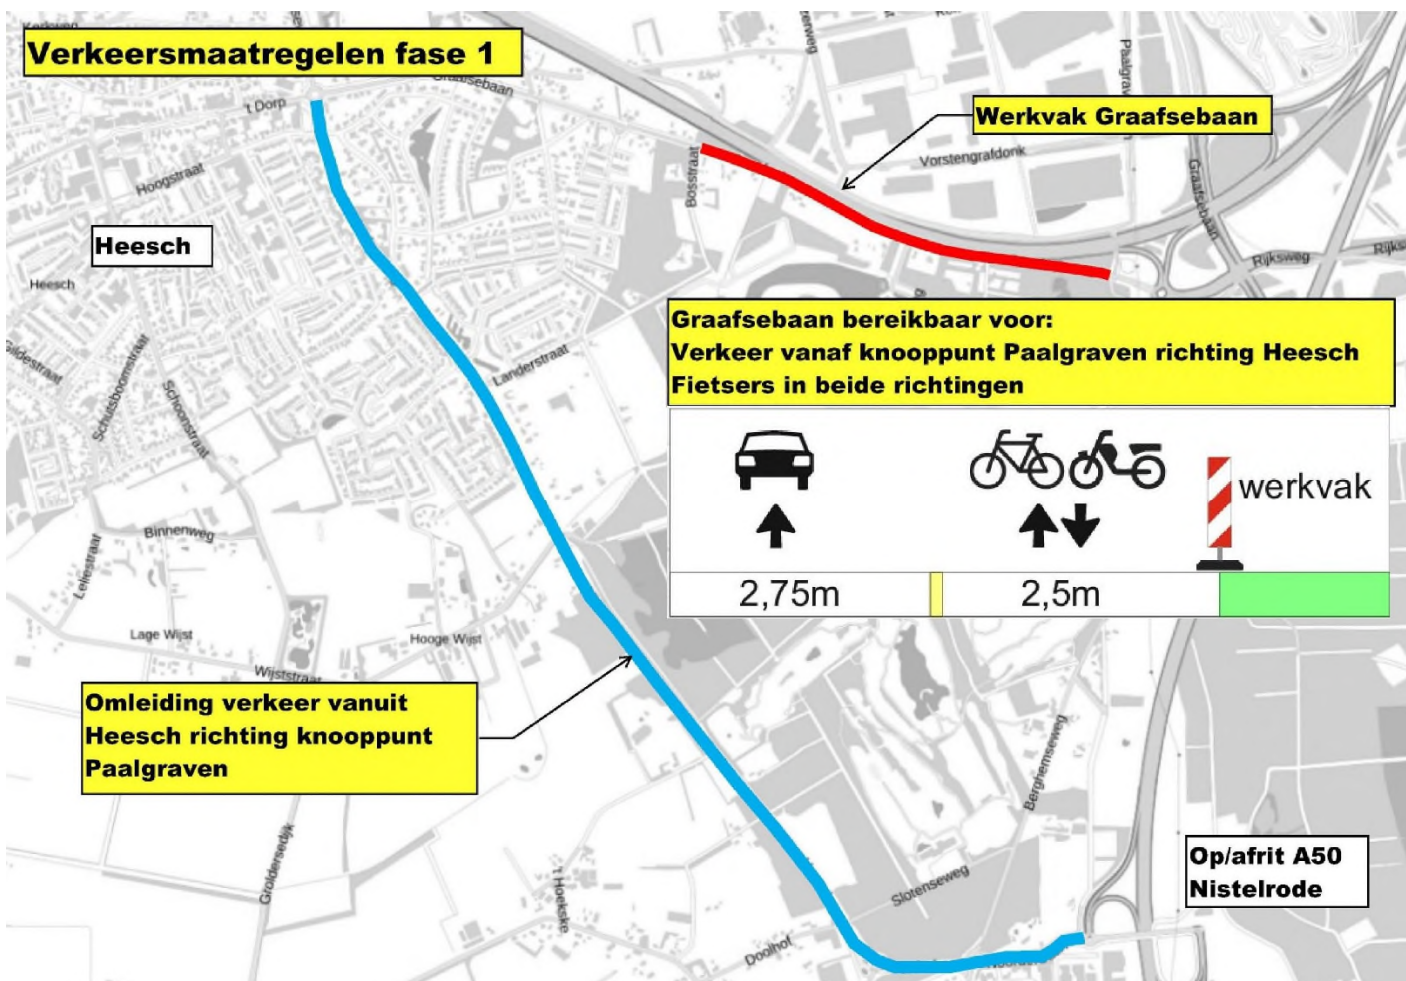 Kerkweg
Verkeersmaatregelen fase 1
Graafsebaan
't Dorp
Werkvak Graafsebaan
Vorstengrafdonk
Hoogstraat
Bosstraat
Graafsebaan
Heesch
Rijksweg
Heesch
Graafsebaan bereikbaar voor:
Verkeer vanaf knooppunt Paalgraven richting Heesch
Fietsers in beide richtingen
Gildestraat
Schutsboomstraat
Schoonstraat
Landerstraat
werkvak
Binnenweg
Leliestraat
2,75m
2,5m
Lage Wijst
Hooge Wijst
Wijststraat
Omleiding verkeer vanuit
Heesch richting knooppunt
Paalgraven
Berghemseweg
Groldersedijk
't Hoekske
Slotenseweg
Op/afrit A50
Nistelrode
Doolhof